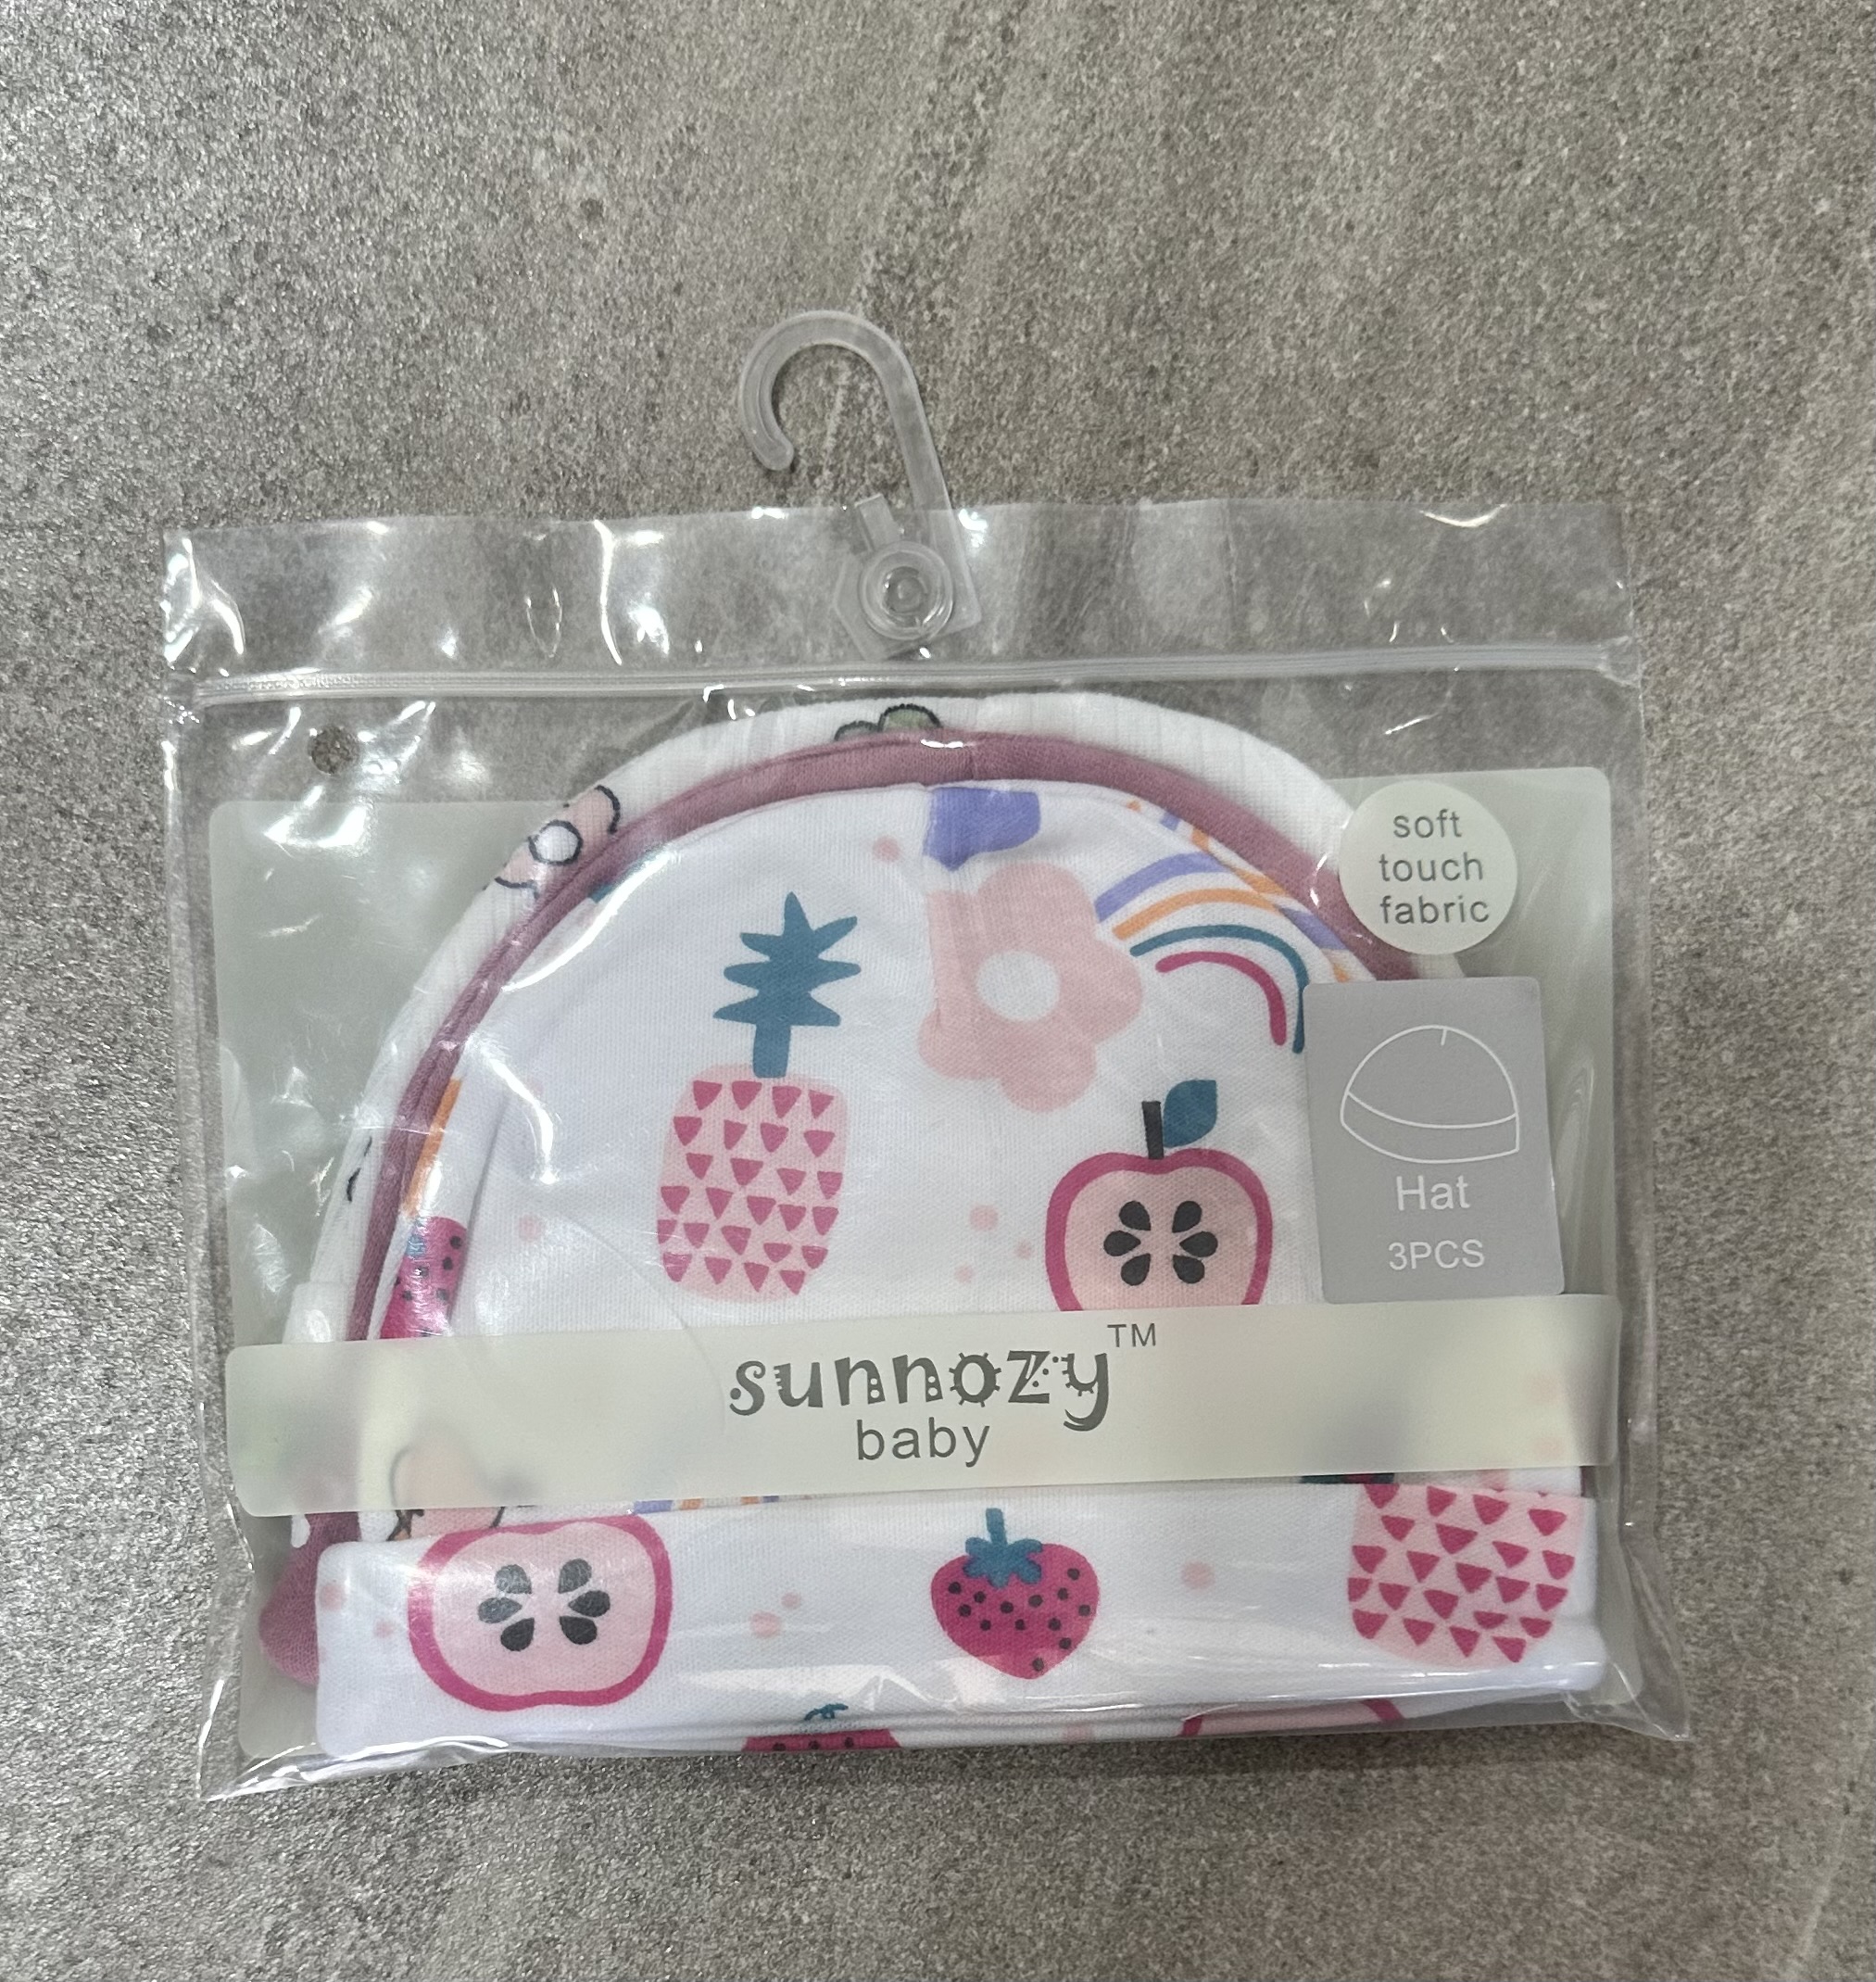 soft
touch
fabric
Hat
3PCS
sunnozy™
baby